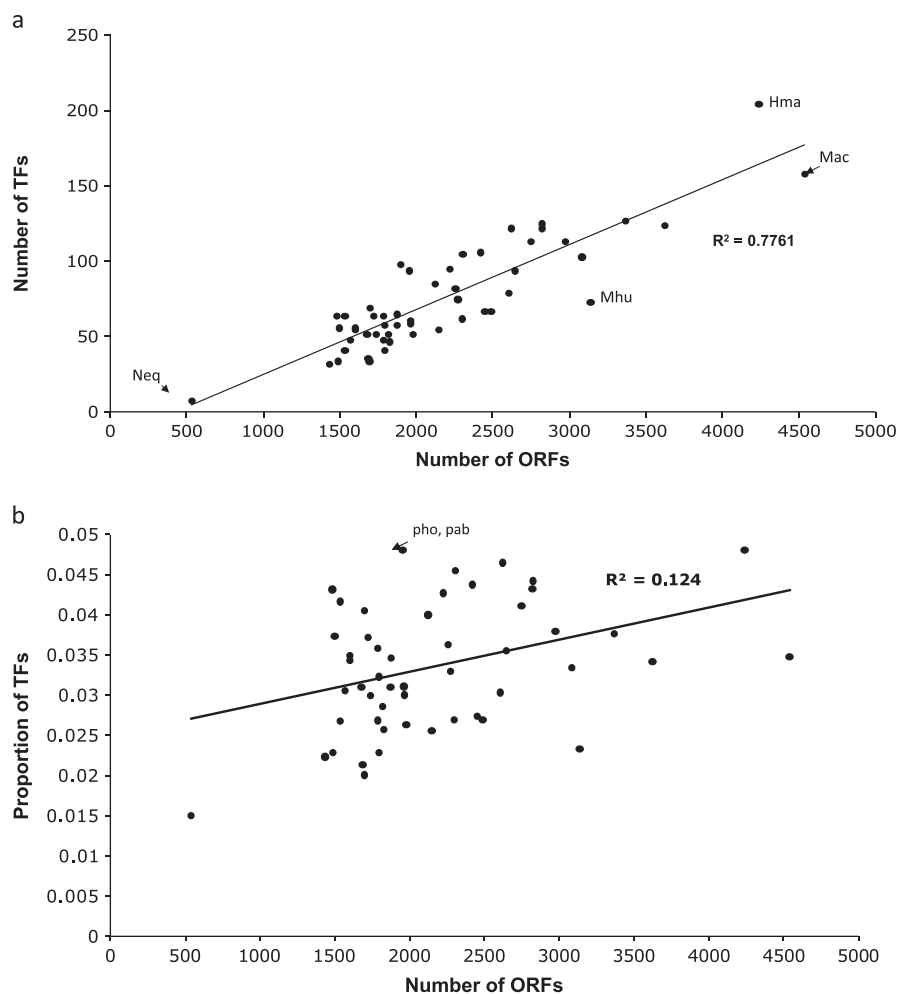 a
250
200
150
100
50
0
Number of TFs
Hma
Mac
R² = 0.7761
Mhu
Neq
0 500 1000 1500 2000 2500 3000 3500 4000 4500 5000
Number of ORFs
b
0.05
0.045
0.04
0.035
0.03
0.025
0.02
0.015
0.01
0.005
0
Proportion of TFs
pho, pab
R² = 0.124
0 500 1000 1500 2000 2500 3000 3500 4000 4500 5000
Number of ORFs